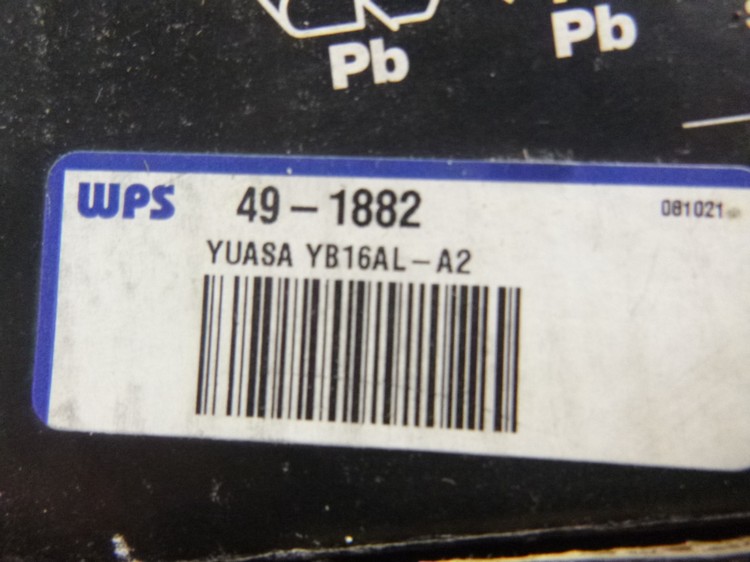 Pb
Pb
WPS 49-1882 081021
YUASA YB16AL-A2